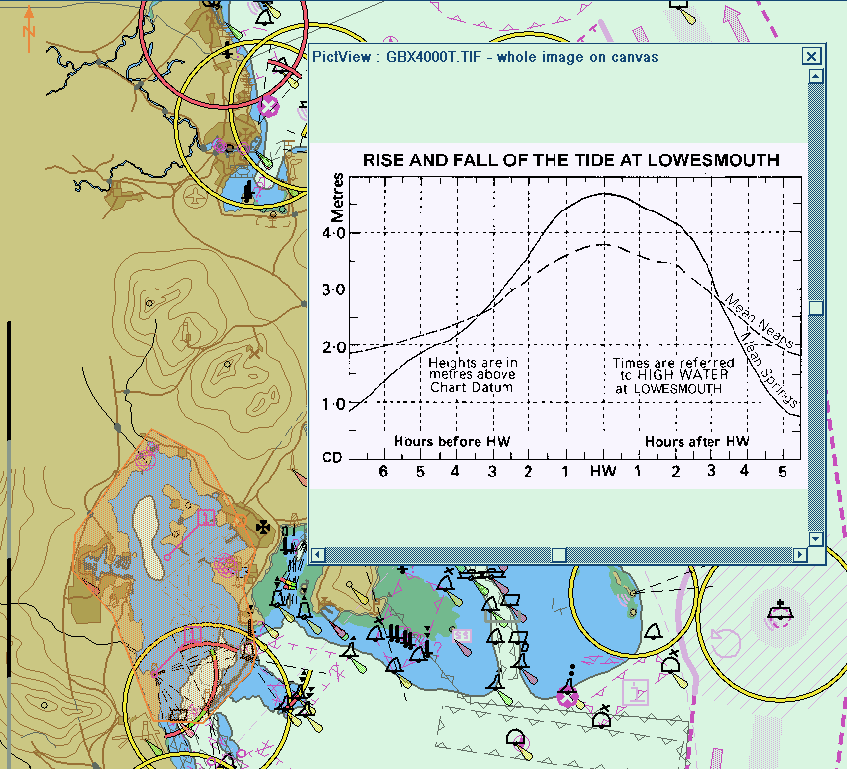 N
PictView : GBX4000T.TIF - whole image on canvas
RISE AND FALL OF THE TIDE AT LOWESMOUTH
Metres
4·0
3·0
2·0
1·0
CD
Mean Neaps
Mean Springs
Heights are in
metres above
Chart Datum
Times are referred
to HIGH WATER
at LOWESMOUTH
Hours before HW
Hours after HW
6 5 4 3 2 1 HW 1 2 3 4 5